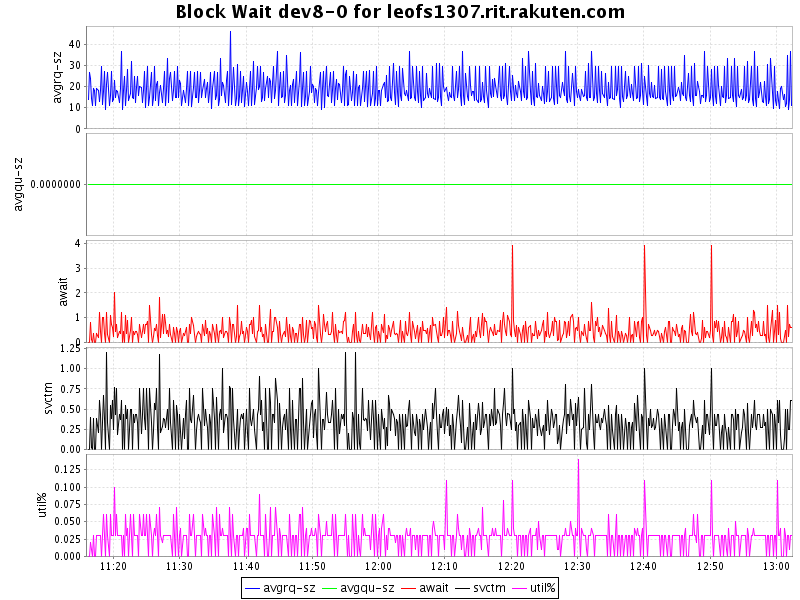 Block Wait dev8-0 for leofs1307.rit.rakuten.com
avgrq-sz
40
30
20
10
0
avgqu-sz
0.0000000
await
4
3
2
1
0
svctm
1.25
1.00
0.75
0.50
0.25
0.00
util%
0.125
0.100
0.075
0.050
0.025
0.000
11:20 11:30 11:40 11:50 12:00 12:10 12:20 12:30 12:40 12:50 13:00
avgrq-sz avgqu-sz await svctm util%